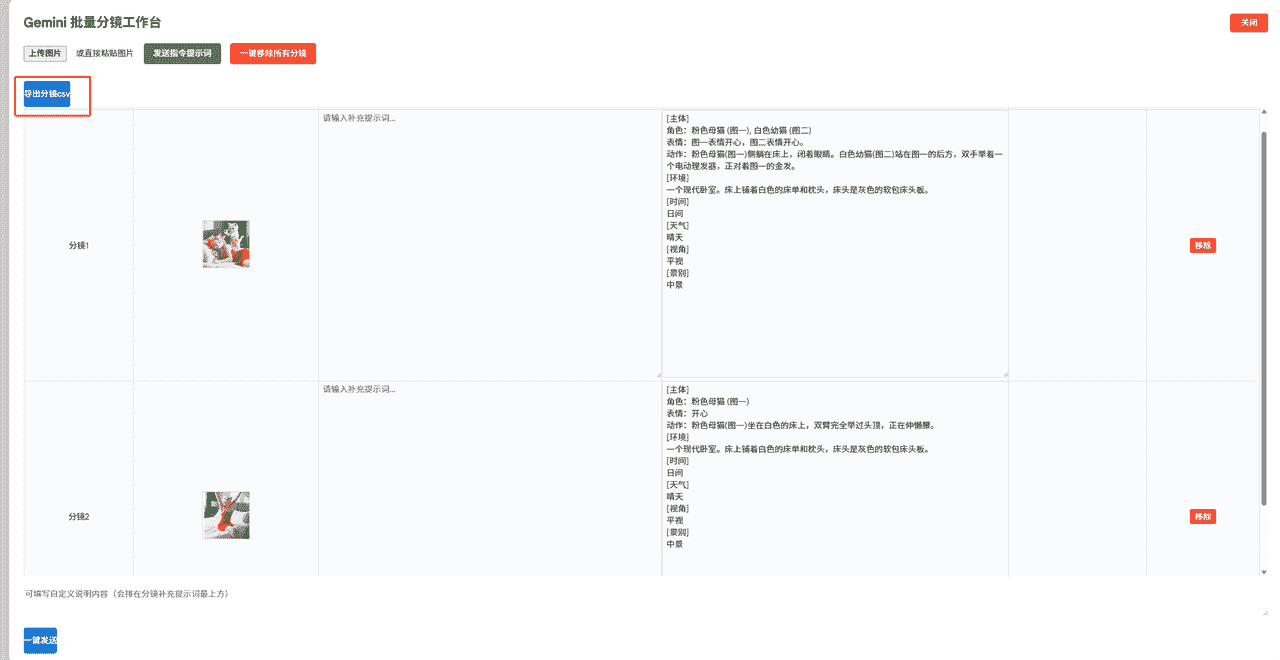 Gemini 批量分镜工作台
关闭
上传图片 或直接粘贴图片 发送指令提示词 一键移除所有分镜
导出分镜csv
分镜1
请输入补充提示词...
[主体]
角色：粉色母猫 (图一), 白色幼猫 (图二)
表情：图一表情开心，图二表情开心。
动作：粉色母猫(图一)侧躺在床上，闭着眼睛。白色幼猫(图二)站在图一的后方，双手举着一
个电动理发器，正对着图一的金发。
[环境]
一个现代卧室。床上铺着白色的床单和枕头，床头是灰色的软包床头板。
[时间]
日间
[天气]
晴天
[视角]
平视
[景别]
中景
移除
分镜2
请输入补充提示词...
[主体]
角色：粉色母猫 (图一)
表情：开心
动作：粉色母猫(图一)坐在白色的床上，双臂完全举过头顶，正在伸懒腰。
[环境]
一个现代卧室。床上铺着白色的床单和枕头，床头是灰色的软包床头板。
[时间]
日间
[天气]
晴天
[视角]
平视
[景别]
中景
移除
可填写自定义说明内容（会排在分镜补充提示词最上方）
一键发送